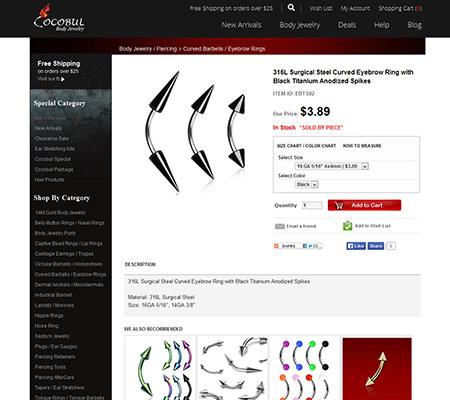 COCOBUL
Body Jewelry
Free Shipping on orders over $25
Wish List
My Account
Shopping Cart (0)
New Arrivals
Body Jewelry
Deals
Help
Blog
Body Jewelry / Piercing > Curved Barbells / Eyebrow Rings
Free Shipping
on orders over $25
Visit our fb
Special Category
New Arrivals
Clearance Sale
Ear Stretching Kits
Cocobul Special
Cocobul Package
Hair Products
Shop By Category
14Kt Gold Body Jewelry
Belly Button Rings / Navel Rings
Body Jewelry Parts
Captive Bead Rings / Lip Rings
Cartilage Earrings / Tragus
Circular Barbells / Horseshoes
Curved Barbells / Eyebrow Rings
Dermal Anchors / Microdermals
Industrial Barbell
Labrets / Monroes
Nipple Rings
Nose Ring
Septum Jewelry
Plugs / Ear Gauges
Piercing Retainers
Piercing Tools
Piercing AfterCare
Tapers / Ear Stretchers
Tongue Rings / Tongue Barbells
316L Surgical Steel Curved Eyebrow Ring with
Black Titanium Anodized Spikes
ITEM ID: EBTS02
Our Price: $3.89
In Stock *SOLD BY PIECE*
SIZE CHART / COLOR CHART
HOW TO MEASURE
Select Size
16 GA 5/16" 4x4mm | $3.89
Select Color
Black
Quantity 1
Add to Cart
Email a friend
Add to Wish List
SHARE
Like
Share
0
DESCRIPTION
316L Surgical Steel Curved Eyebrow Ring with Black Titanium Anodized Spikes
Material: 316L Surgical Steel
Size: 16GA 5/16", 14GA 3/8"
WE ALSO RECOMMENDED